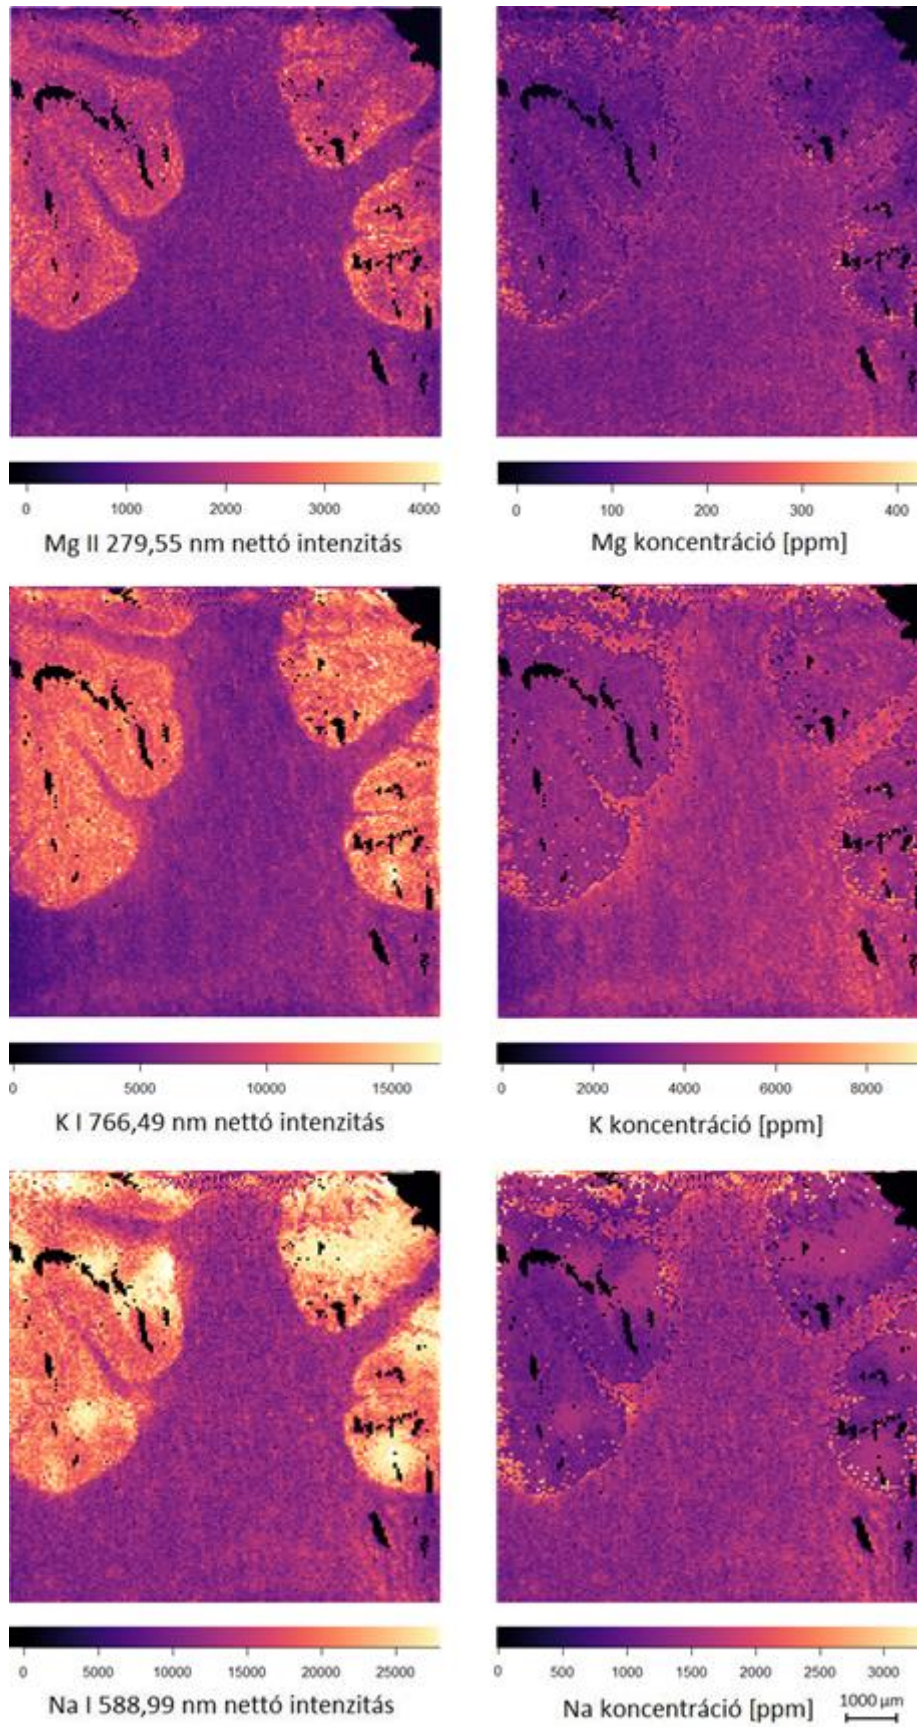 0 1000 2000 3000 4000
Mg II 279,55 nm nettó intenzitás
0 100 200 300 400
Mg koncentráció [ppm]
0 5000 10000 15000
K I 766,49 nm nettó intenzitás
0 2000 4000 6000 8000
K koncentráció [ppm]
0 5000 10000 15000 20000 25000
Na I 588,99 nm nettó intenzitás
0 500 1000 1500 2000 2500 3000
Na koncentráció [ppm]
1000 µm